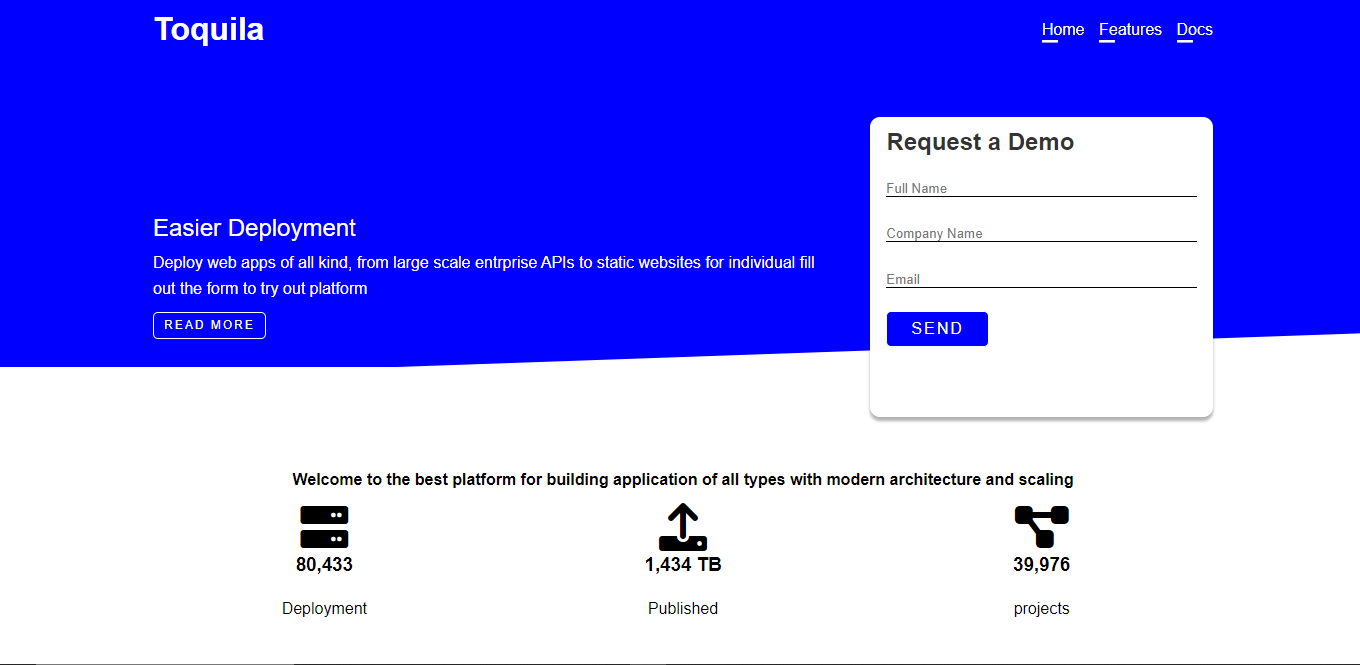 Toquila
Home Features Docs
Request a Demo
Full Name
Company Name
Email
SEND
Easier Deployment
Deploy web apps of all kind, from large scale entrprise APIs to static websites for individual fill
out the form to try out platform
READ MORE
Welcome to the best platform for building application of all types with modern architecture and scaling
80,433
Deployment
1,434 TB
Published
39,976
projects